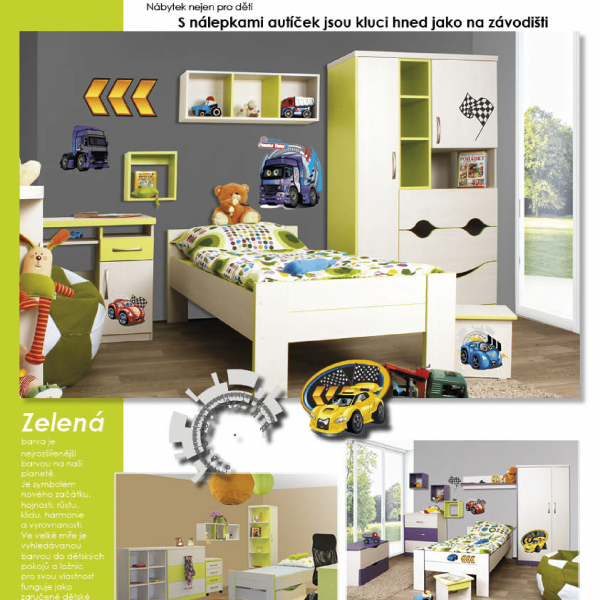 Nábytek nejen pro děti
S nálepkami autíček jsou kluci hned jako na závodišti
POHÁDKY
Zelená
barva je
nejrozšířenější
barvou na naší
planetě.
Je symbolem
nového začátku,
hojnosti, růstu,
klidu, harmonie
a vyrovnanosti.
Ve velké míře je
vyhledávanou
barvou do dětských
pokojů a ložnic
pro svou vlastnost
funguje jako
zaručené dětské